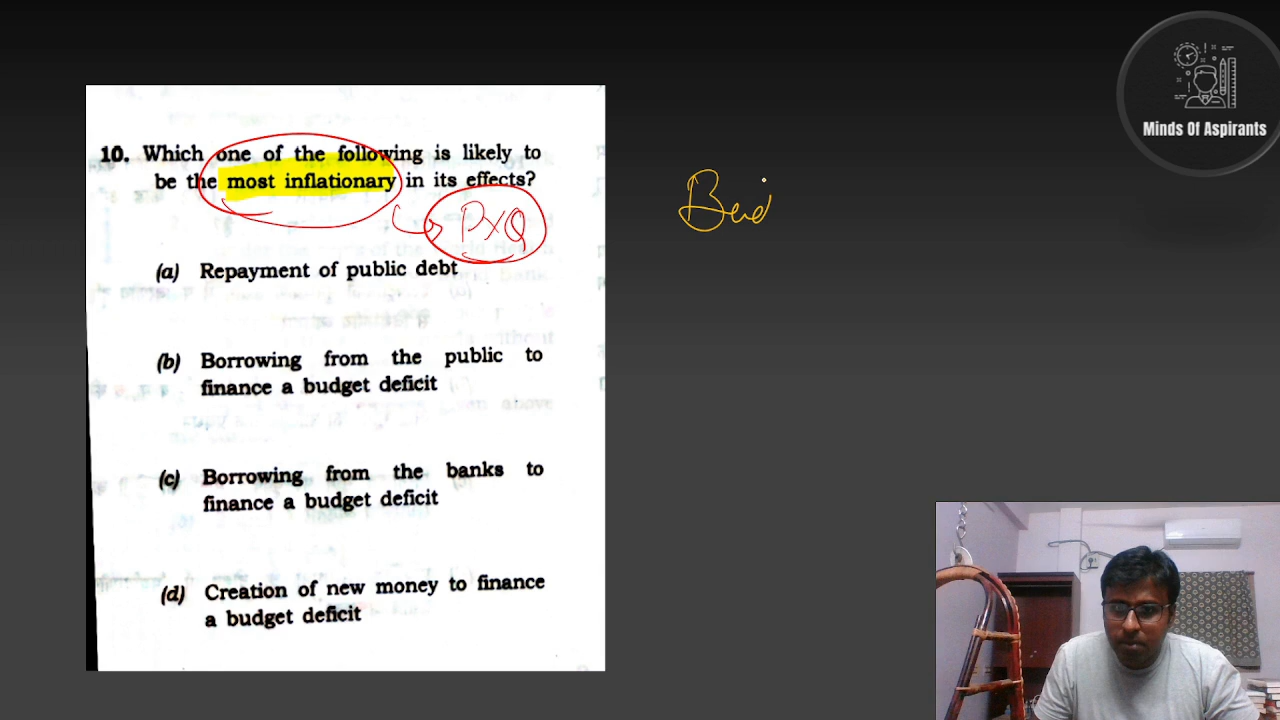 Minds Of Aspirants
10. Which one of the following is likely to
be the most inflationary in its effects?
P×Q
(a) Repayment of public debt
(b) Borrowing from the public to
finance a budget deficit
(c) Borrowing from the banks to
finance a budget deficit
(d) Creation of new money to finance
a budget deficit